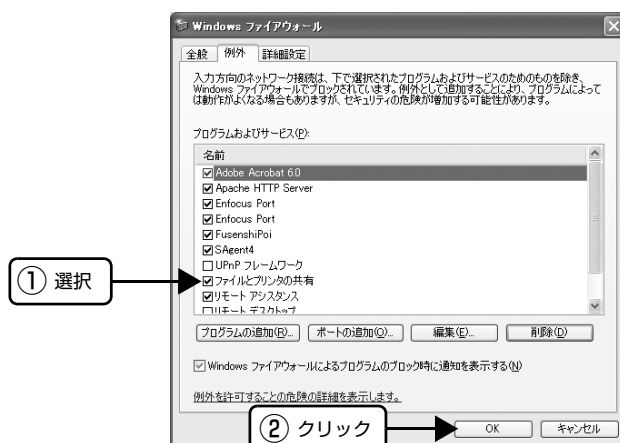 Windows ファイアウォール
全般 例外 詳細設定
入力方向のネットワーク接続は、下で選択されたプログラムおよびサービスのためのものを除き、
Windows ファイアウォールでブロックされています。例外として追加することにより、プログラムによって
は動作がよくなる場合もありますが、セキュリティの危険が増加する可能性があります。
プログラムおよびサービス(P):
名前
Adobe Acrobat 6.0
Apache HTTP Server
Enfocus Port
Enfocus Port
FusenshiPoi
SAgent4
UPnP フレームワーク
① 選択
ファイルとプリンタの共有
リモート アシスタンス
リモート デスクトップ
プログラムの追加(R)... ポートの追加(O)... 編集(E)... 削除(D)
Windows ファイアウォールによるプログラムのブロック時に通知を表示する(N)
例外を許可することの危険の詳細を表示します。
② クリック
OK キャンセル